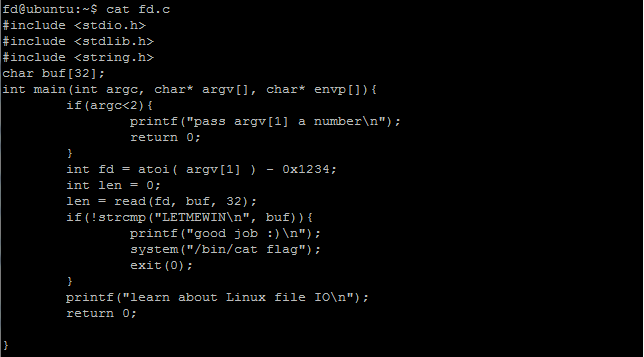 fd@ubuntu:~$ cat fd.c
#include <stdio.h>
#include <stdlib.h>
#include <string.h>
char buf[32];
int main(int argc, char* argv[], char* envp[]){
        if(argc<2){
                printf("pass argv[1] a number\n");
                return 0;
        }
        int fd = atoi( argv[1] ) - 0x1234;
        int len = 0;
        len = read(fd, buf, 32);
        if(!strcmp("LETMEWIN\n", buf)){
                printf("good job :)\n");
                system("/bin/cat flag");
                exit(0);
        }
        printf("learn about Linux file IO\n");
        return 0;

}